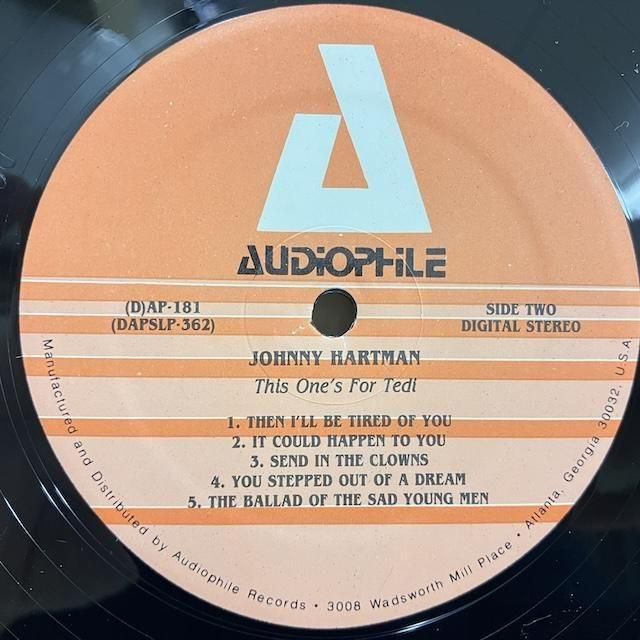 AUDIOPHILE
(D)AP-181
(DAPSLP-362)
SIDE TWO
DIGITAL STEREO
JOHNNY HARTMAN
This One's For Tedi
1. THEN I'LL BE TIRED OF YOU
2. IT COULD HAPPEN TO YOU
3. SEND IN THE CLOWNS
4. YOU STEPPED OUT OF A DREAM
5. THE BALLAD OF THE SAD YOUNG MEN
Manufactured and Distributed by Audiophile Records • 3008 Wadsworth Mill Place • Atlanta, Georgia 30032, U.S.A.